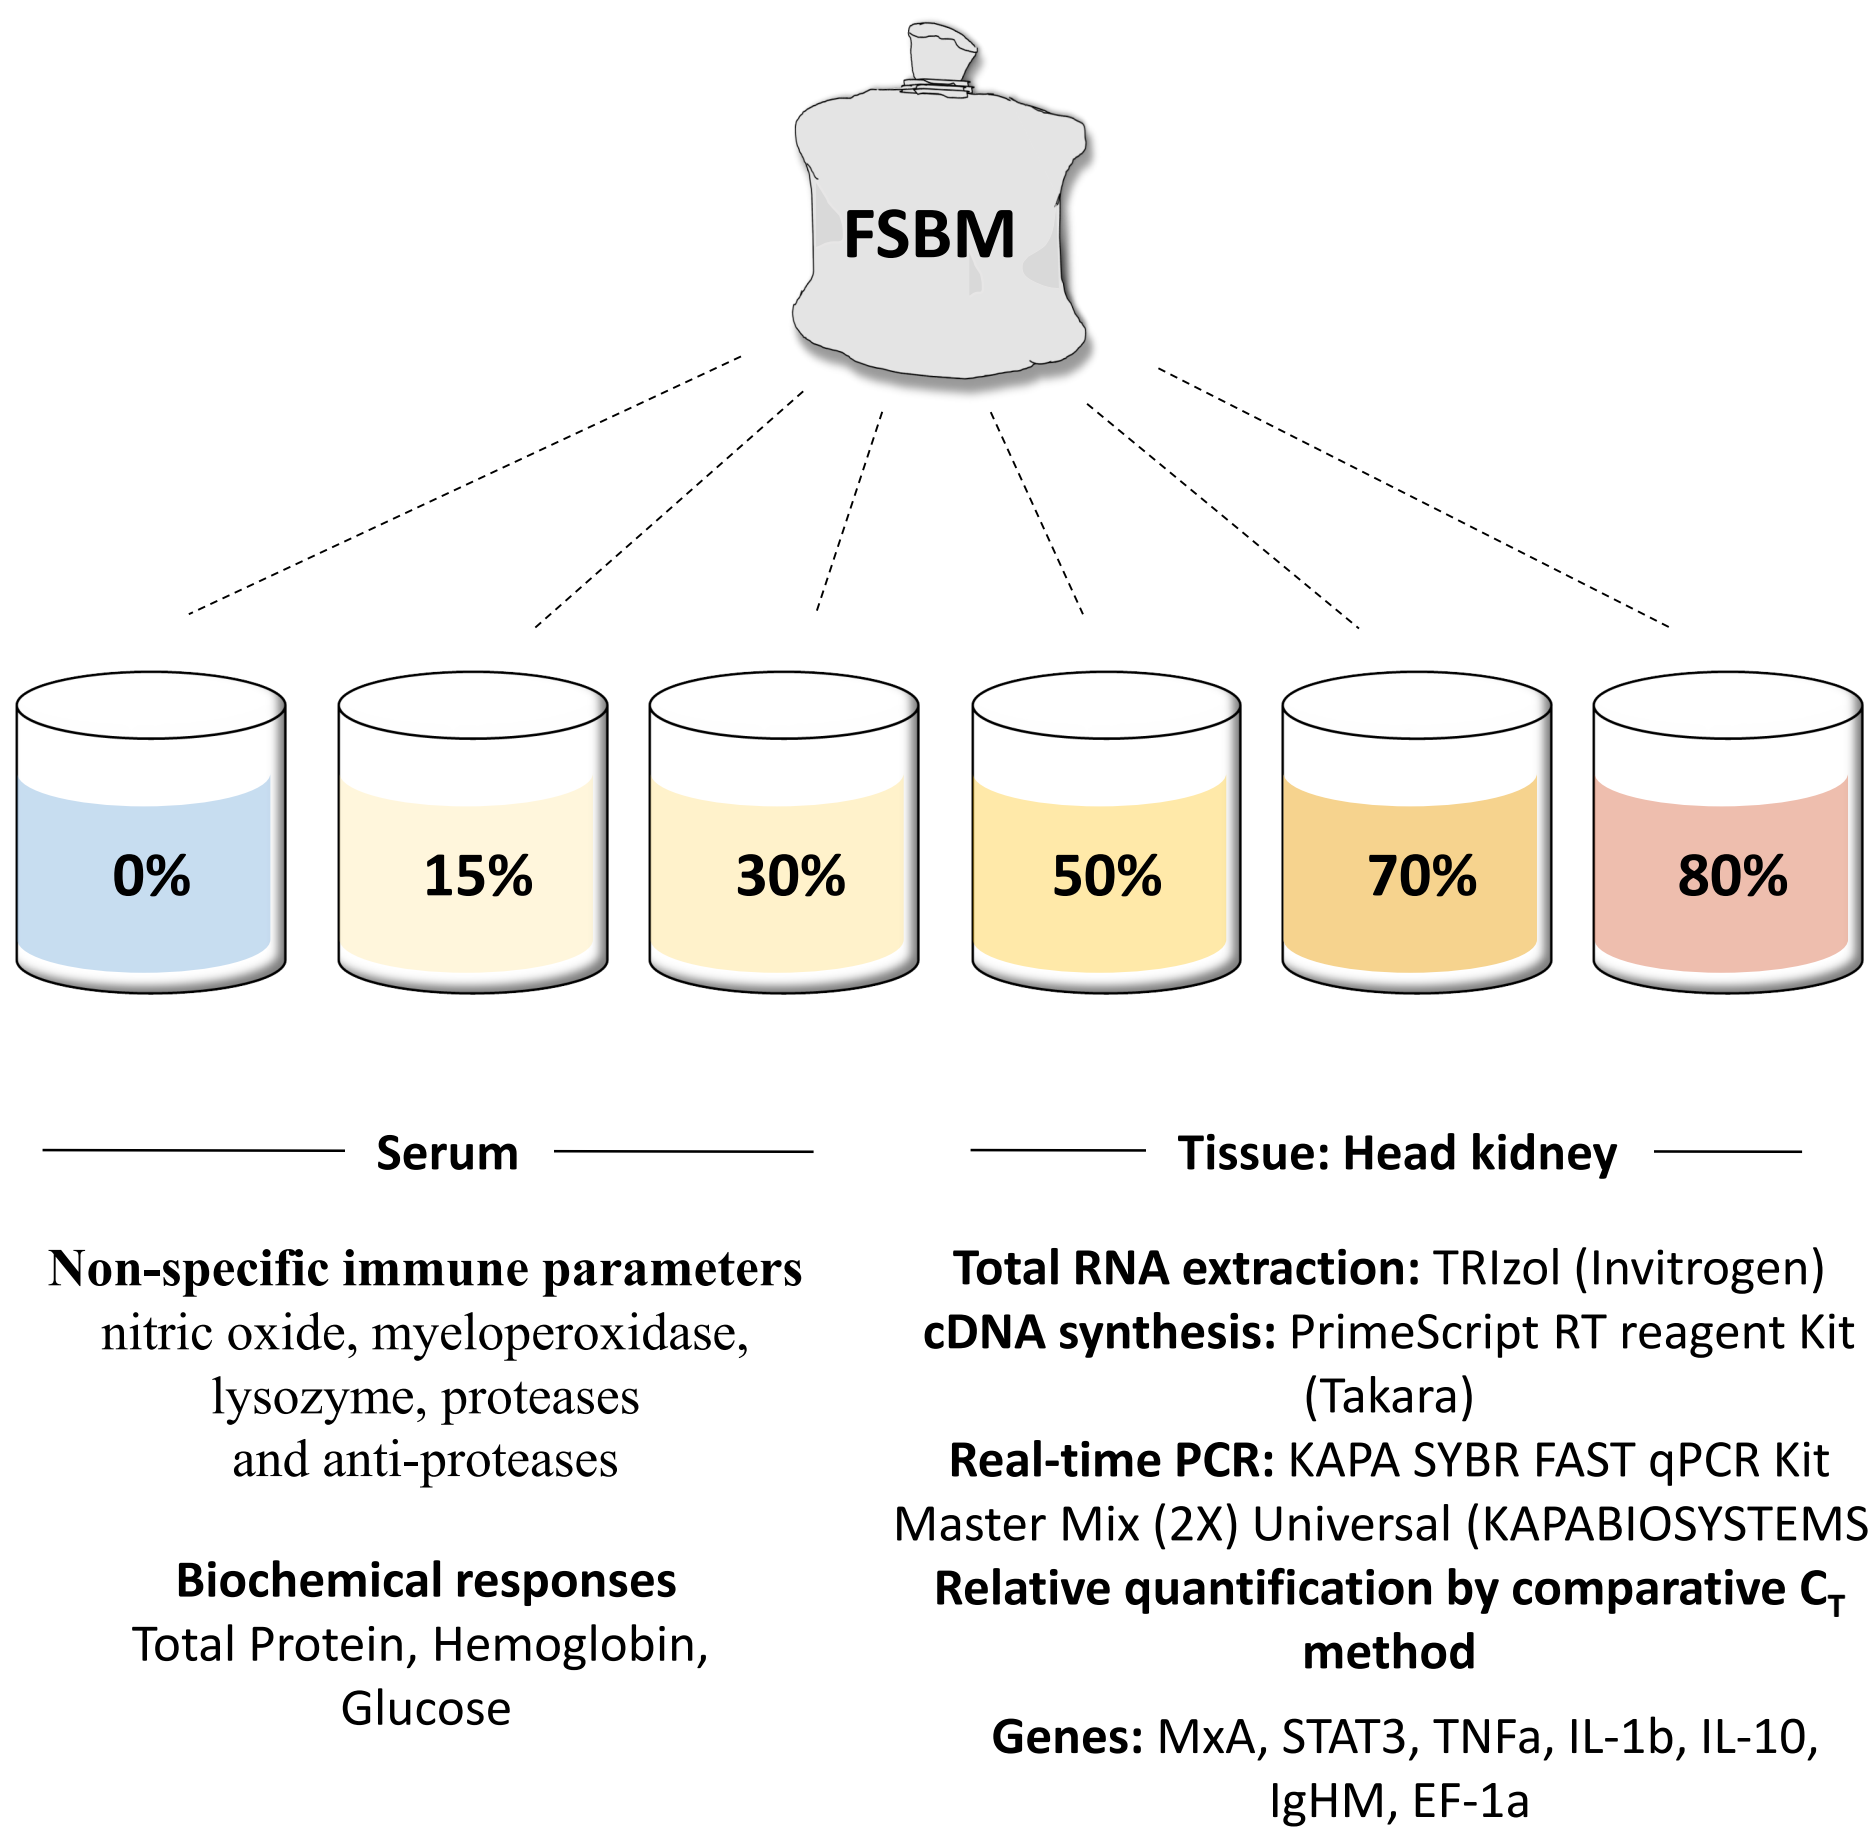 FSBM
0%
15%
30%
50%
70%
80%
Serum
Non-specific immune parameters
nitric oxide, myeloperoxidase,
lysozyme, proteases
and anti-proteases
Biochemical responses
Total Protein, Hemoglobin,
Glucose
Tissue: Head kidney
Total RNA extraction: TRIzol (Invitrogen)
cDNA synthesis: PrimeScript RT reagent Kit
(Takara)
Real-time PCR: KAPA SYBR FAST qPCR Kit
Master Mix (2X) Universal (KAPABIOSYSTEMS
Relative quantification by comparative CT
method
Genes: MxA, STAT3, TNFa, IL-1b, IL-10,
IgHM, EF-1a